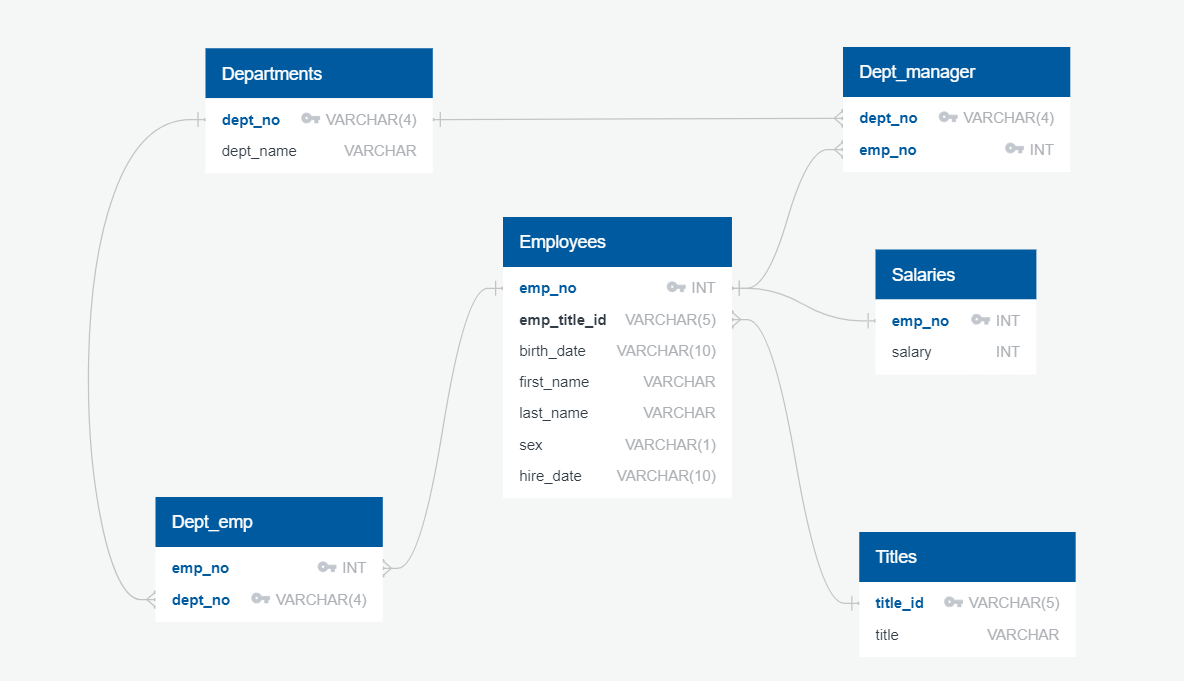 Departments
dept_no VARCHAR(4)
dept_name VARCHAR
Dept_manager
dept_no VARCHAR(4)
emp_no INT
Employees
emp_no INT
emp_title_id VARCHAR(5)
birth_date VARCHAR(10)
first_name VARCHAR
last_name VARCHAR
sex VARCHAR(1)
hire_date VARCHAR(10)
Salaries
emp_no INT
salary INT
Dept_emp
emp_no INT
dept_no VARCHAR(4)
Titles
title_id VARCHAR(5)
title VARCHAR